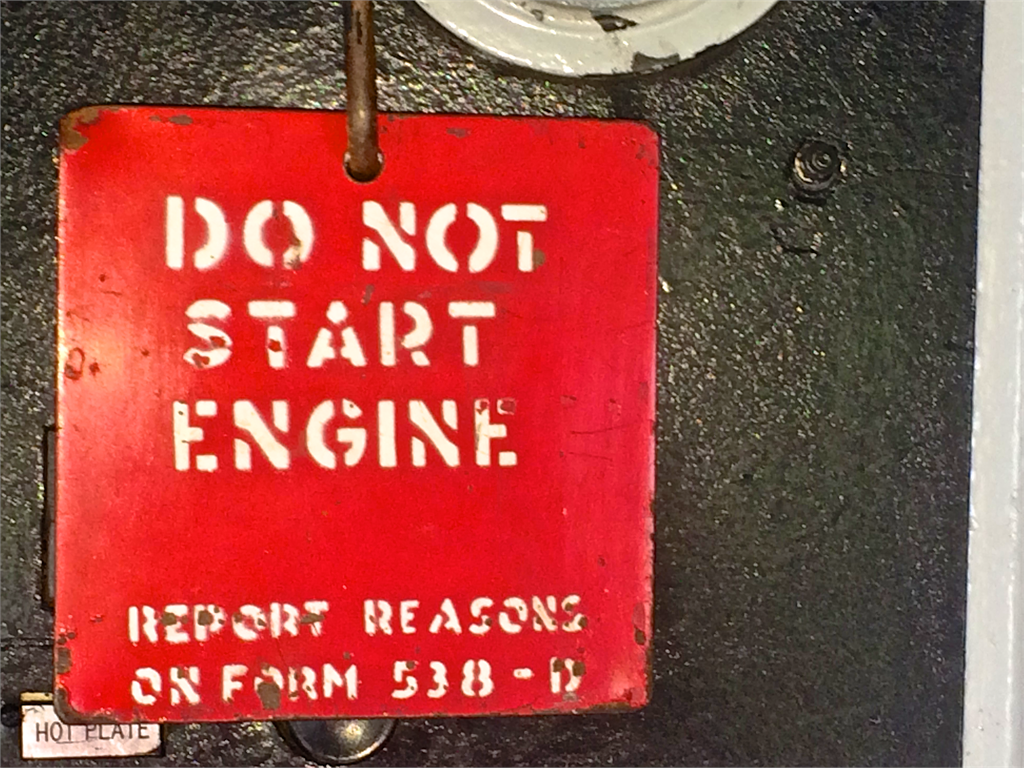 DO NOT
START
ENGINE
REPORT REASONS
ON FORM 538-D
HOT PLATE